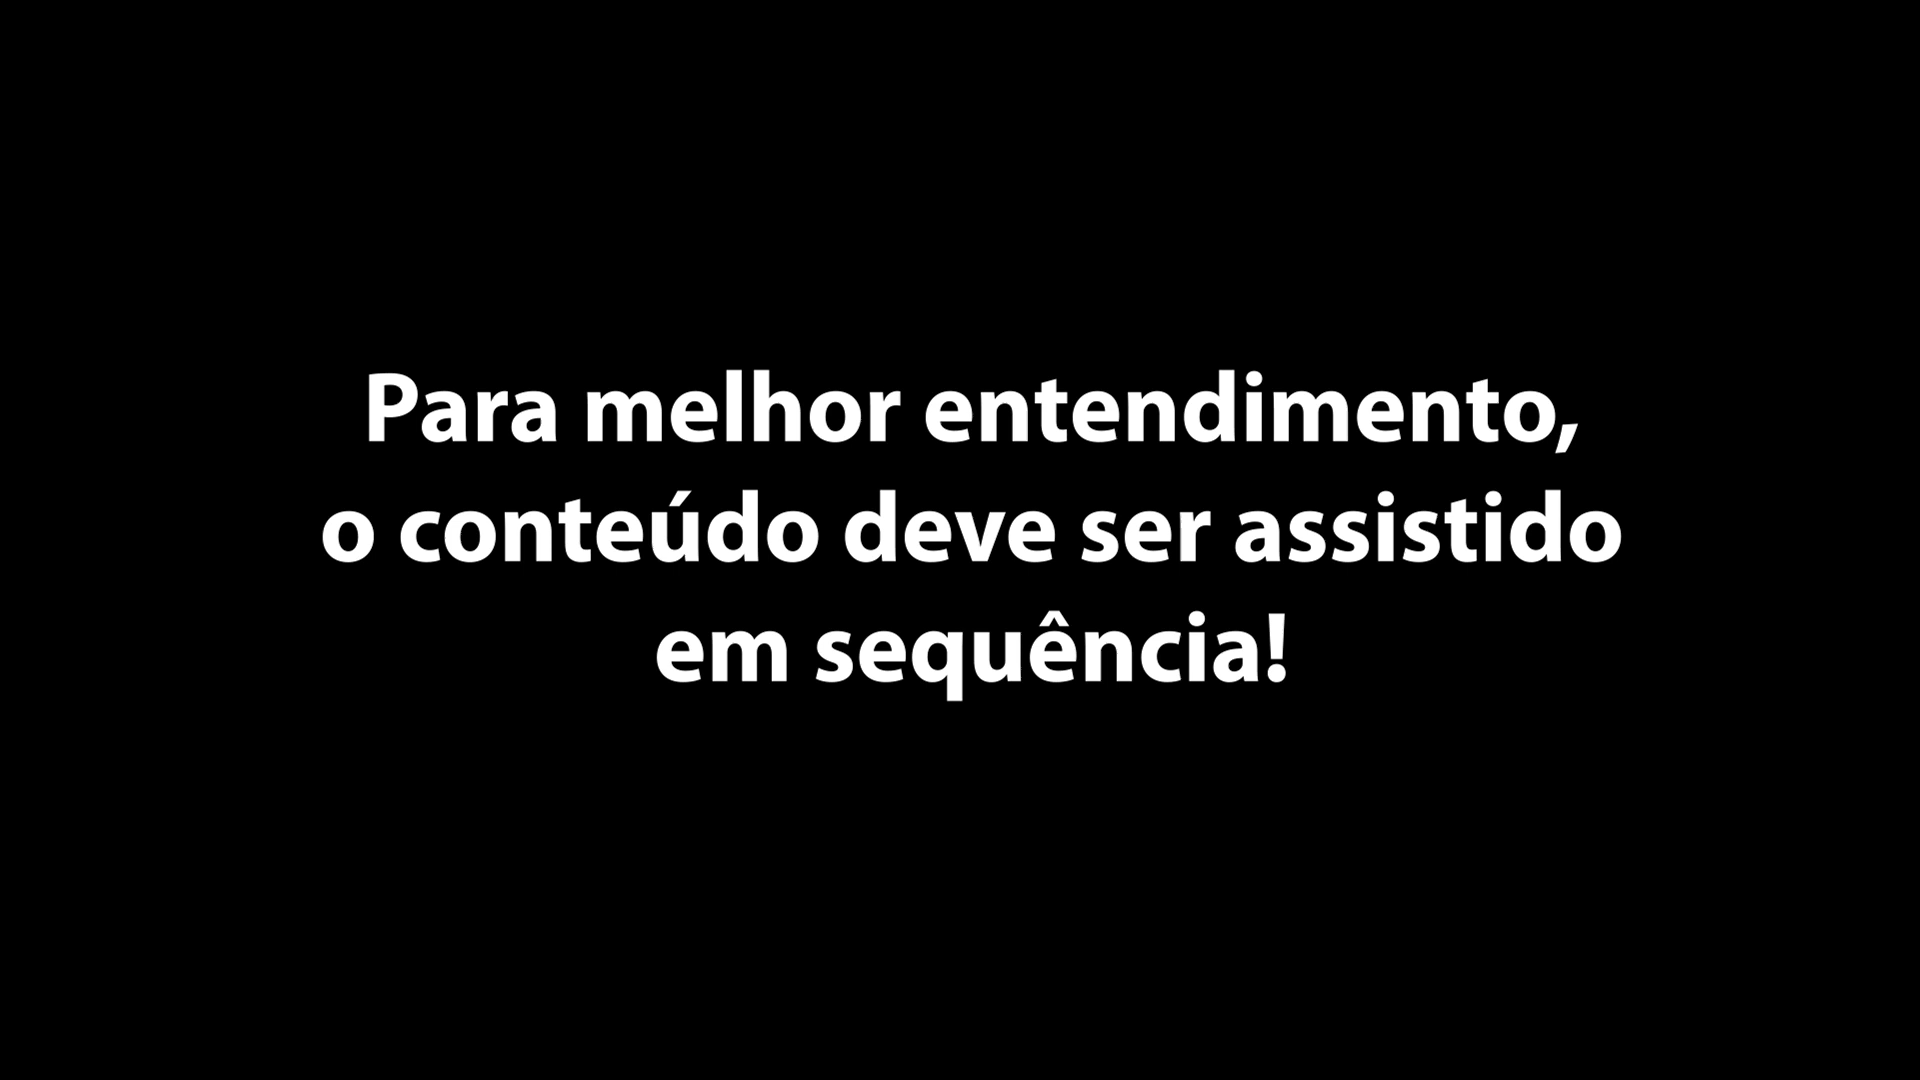 Para melhor entendimento,
o conteúdo deve ser assistido
em sequência!